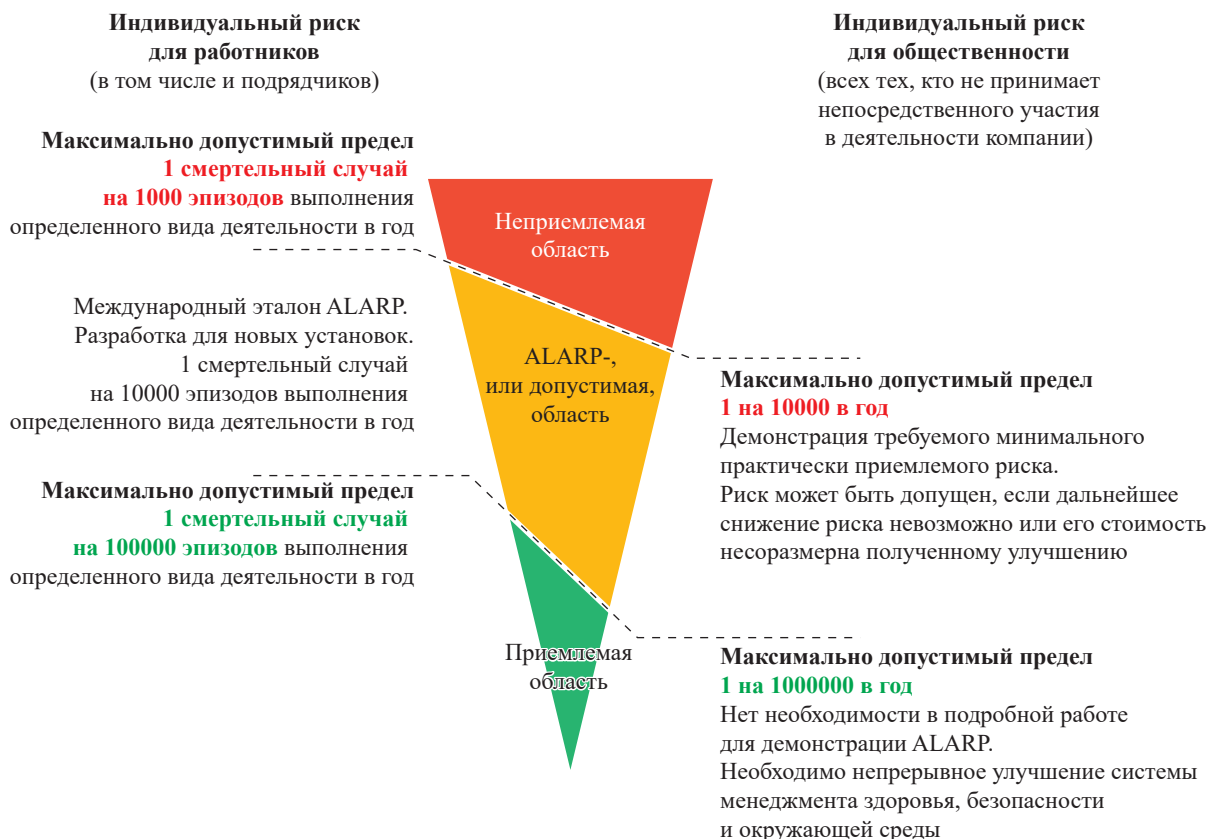 Индивидуальный риск
для работников
(в том числе и подрядчиков)
Индивидуальный риск
для общественности
(всех тех, кто не принимает
непосредственного участия
в деятельности компании)
Максимально допустимый предел
1 смертельный случай
на 1000 эпизодов выполнения
определенного вида деятельности в год
Неприемлемая
область
Международный эталон ALARP.
Разработка для новых установок.
1 смертельный случай
на 10000 эпизодов выполнения
определенного вида деятельности в год
ALARP-,
или допустимая,
область
Максимально допустимый предел
1 на 10000 в год
Демонстрация требуемого минимального
практически приемлемого риска.
Риск может быть допущен, если дальнейшее
снижение риска невозможно или его стоимость
несоразмерна полученному улучшению
Максимально допустимый предел
1 смертельный случай
на 100000 эпизодов выполнения
определенного вида деятельности в год
Приемлемая
область
Максимально допустимый предел
1 на 1000000 в год
Нет необходимости в подробной работе
для демонстрации ALARP.
Необходимо непрерывное улучшение системы
менеджмента здоровья, безопасности
и окружающей среды